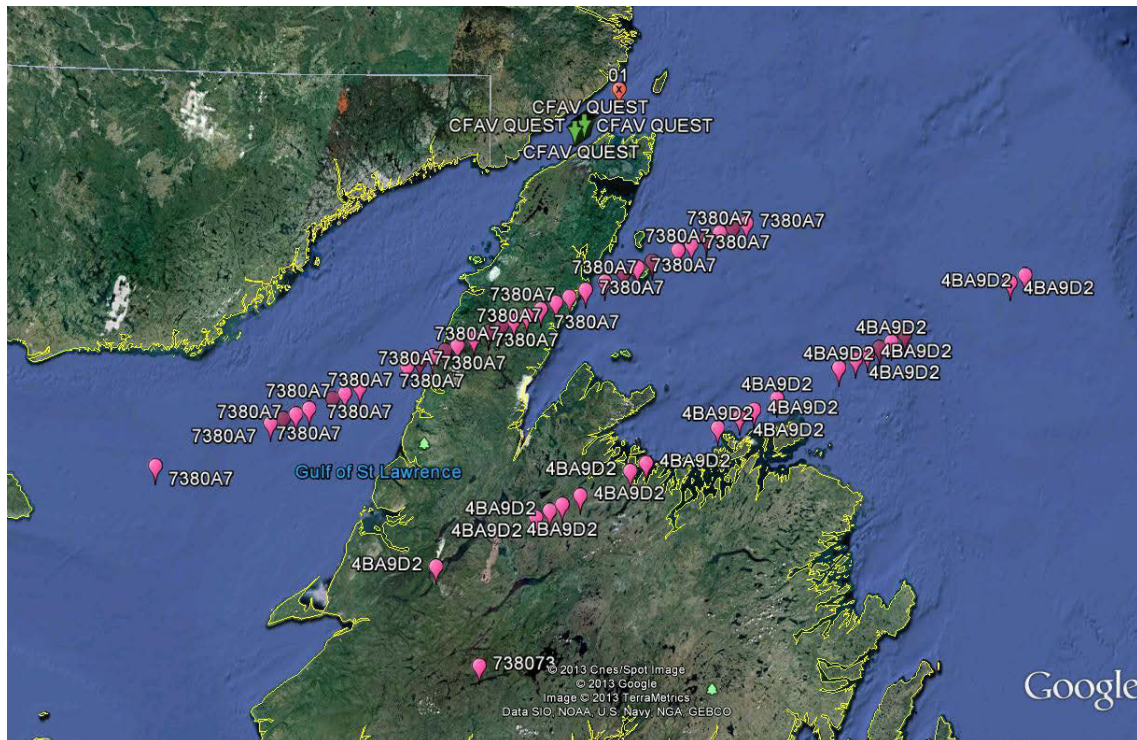 01
CFAV QUEST
CFAV QUEST CFAV QUEST
CFAV QUEST
7380A7 7380A7
7380A7 7380A7
7380A7 7380A7
7380A7 7380A7
7380A7 7380A7
7380A7 7380A7
7380A7 7380A7
7380A7 7380A7
7380A7 7380A7
7380A7 7380A7
7380A7
4BA9D2
4BA9D2
4BA9D2 4BA9D2
4BA9D2
4BA9D2
4BA9D2 4BA9D2
4BA9D2
4BA9D2 4BA9D2
4BA9D2 4BA9D2
4BA9D2 4BA9D2
4BA9D2
Gulf of St Lawrence
738073
© 2013 Cnes/Spot Image
© 2013 Google
Image © 2013 TerraMetrics
Data SIO, NOAA, U.S. Navy, NGA, GEBCO
Google